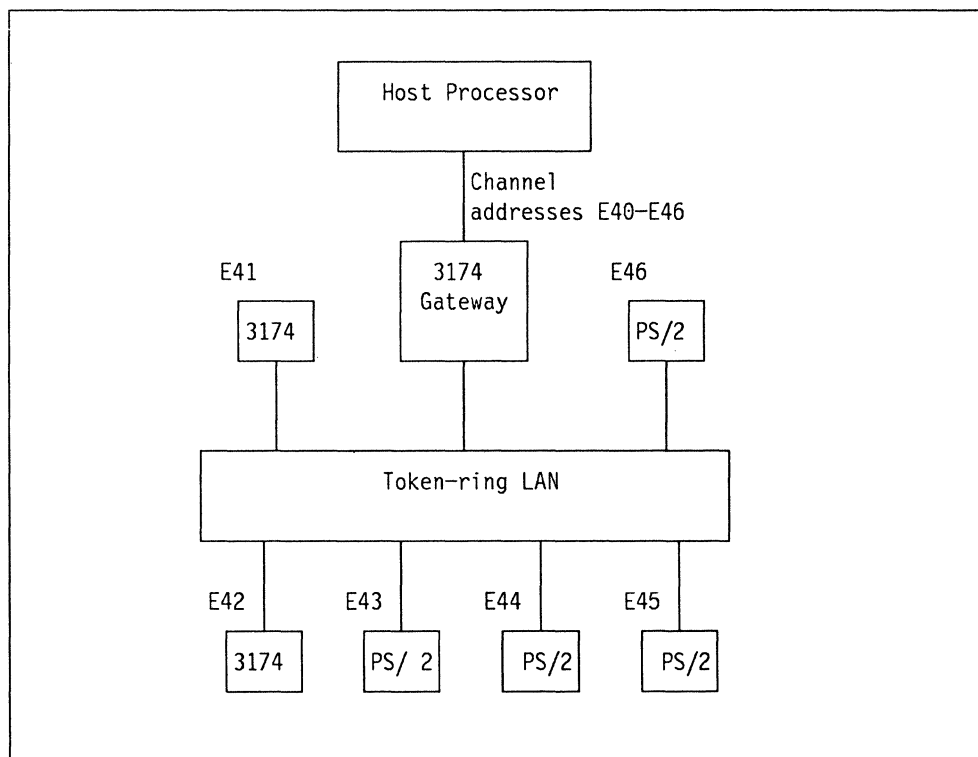 Host Processor
Channel
addresses E40-E46
E41
3174
Gateway
E46
3174
PS/2
Token-ring LAN
E42
E43
E44
E45
3174
PS/ 2
PS/2
PS/2